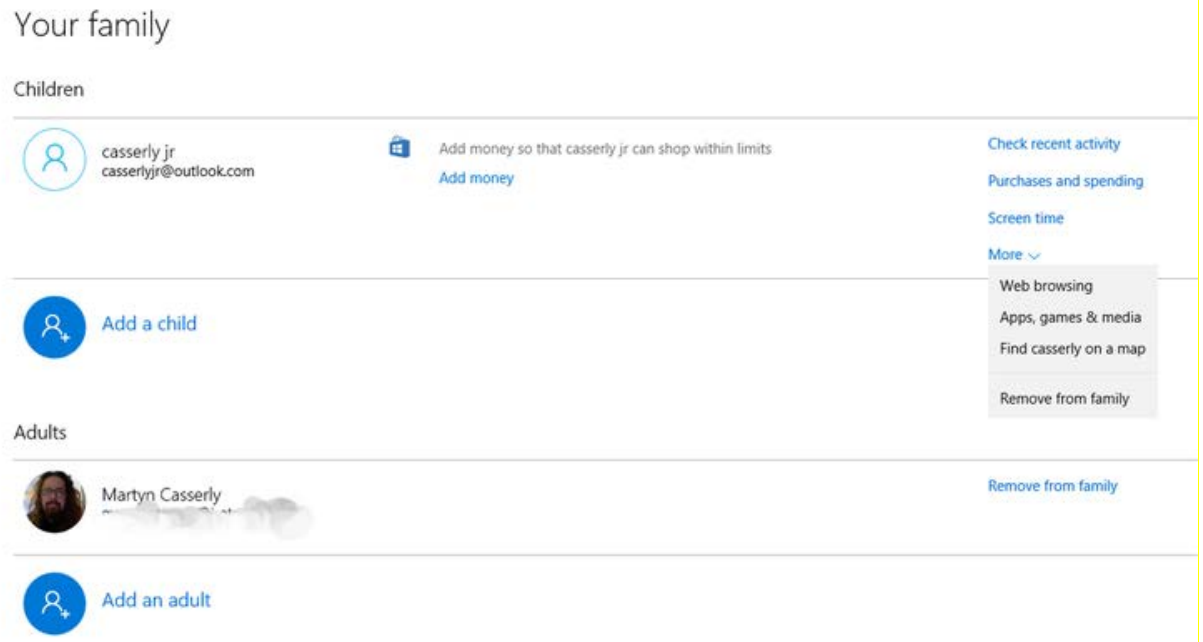 Your family
Children
casserly jr
casserlyjr@outlook.com
Add money so that casserly jr can shop within limits
Add money
Check recent activity
Purchases and spending
Screen time
More
Web browsing
Apps, games & media
Find casserly on a map
Remove from family
Add a child
Adults
Martyn Casserly
Remove from family
Add an adult